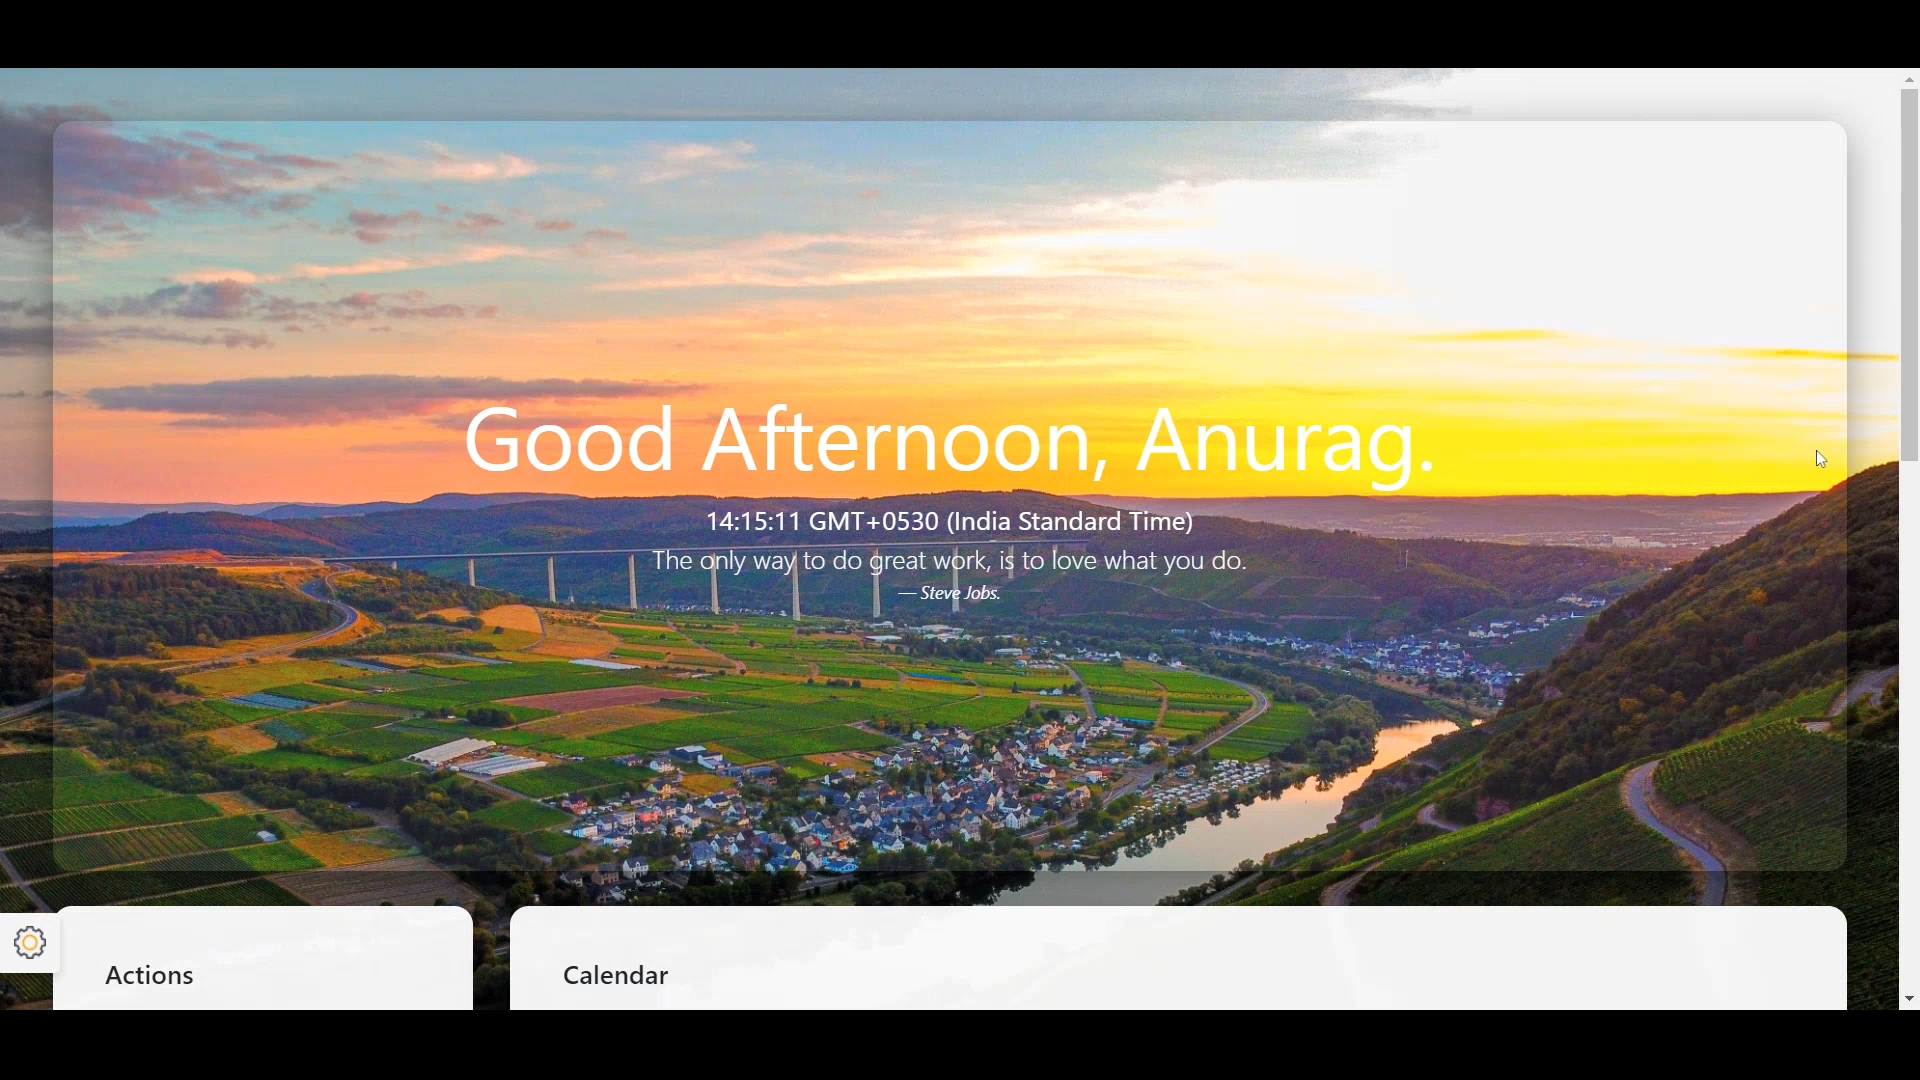 Good Afternoon, Anurag.
14:15:11 GMT+0530 (India Standard Time)
The only way to do great work, is to love what you do.
— Steve Jobs.
Actions
Calendar